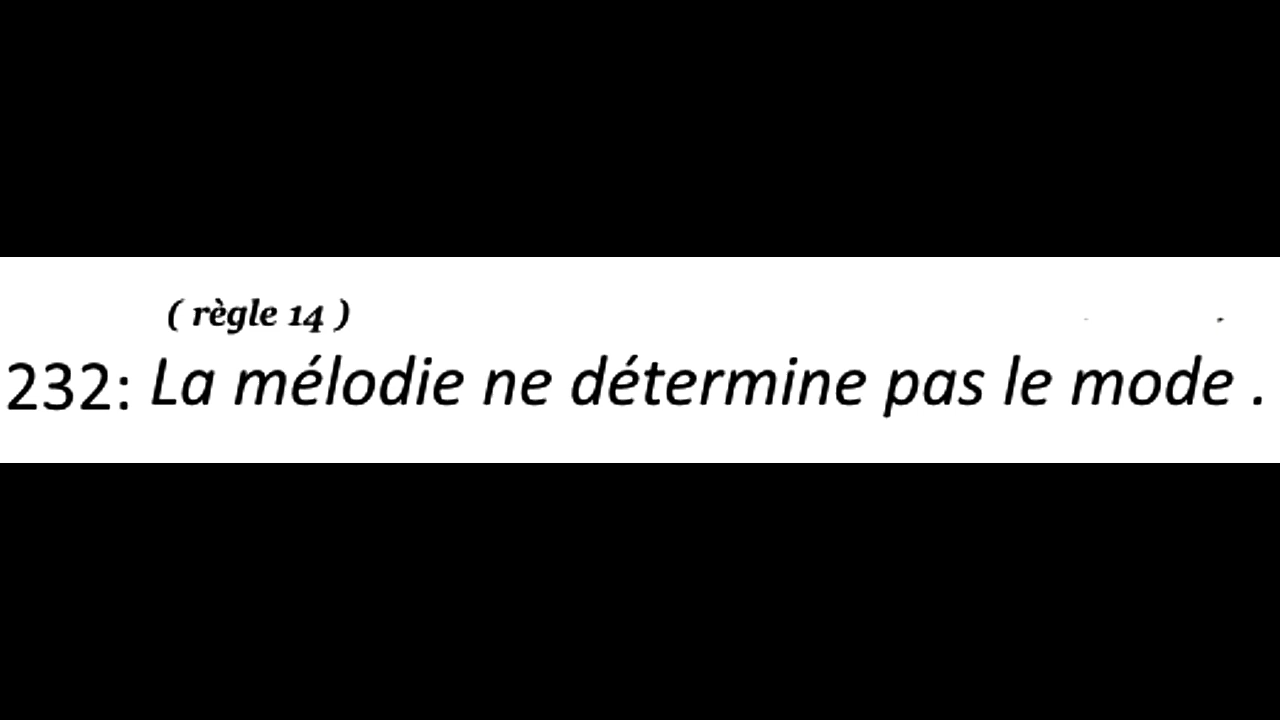 ( règle 14 )
232: La mélodie ne détermine pas le mode .